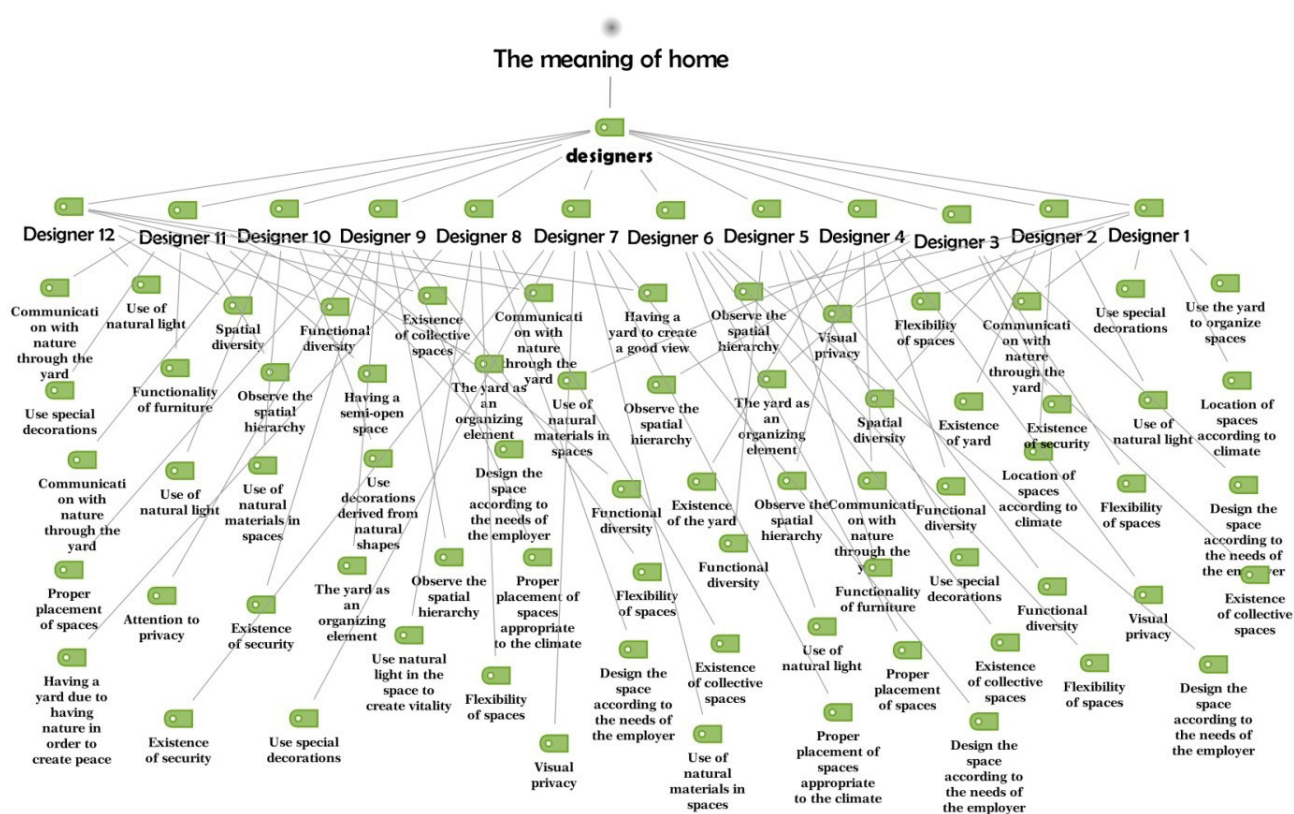 The meaning of home
designers
Designer 12
Designer 11
Designer 10
Designer 9
Designer 8
Designer 7
Designer 6
Designer 5
Designer 4
Designer 3
Designer 2
Designer 1
Communicati
on with
nature
through the
yard
Use of
natural light
Spatial
diversity
Functional
diversity
Existence
of collective
spaces
Communicati
on with
nature
through the
yard
Having a
yard to create
a good view
Observe the
spatial
hierarchy
Visual
privacy
Flexibility
of spaces
Communicati
on with
nature
through the
yard
Use special
decorations
Use the yard
to organize
spaces
Use special
decorations
Functionality
of furniture
Observe the
spatial
hierarchy
Having a
semi-open
space
The yard as
an
organizing
element
Use of
natural
materials in
spaces
Observe the
spatial
hierarchy
The yard as
an
organizing
element
Spatial
diversity
Existence
of yard
Existence
of security
Use of
natural light
Location of
spaces
according to
climate
Communicati
on with
nature
through the
yard
Use of
natural light
Use of
natural
materials in
spaces
Use
decorations
derived from
natural
shapes
Design the
space
according to
the needs of
the employer
Functional
diversity
Existence
of the yard
Observe the
spatial
hierarchy
Communicati
on with
nature
through the
Functional
diversity
Location of
spaces
according to
climate
Flexibility
of spaces
Design the
space
according to
the needs of
the employer
Proper
placement
of spaces
Attention to
privacy
Existence
of security
The yard as
an
organizing
element
Observe the
spatial
hierarchy
Proper
placement of
spaces
appropriate
to the climate
Flexibility
of spaces
Functional
diversity
Functionality
of furniture
Use special
decorations
Functional
diversity
Visual
privacy
Existence
of collective
spaces
Having a
yard due to
having
nature in
order to
create peace
Existence
of security
Use special
decorations
Use natural
light in the
space to
create vitality
Flexibility
of spaces
Visual
privacy
Design the
space
according to
the needs of
the employer
Existence
of collective
spaces
Use of
natural
materials in
spaces
Use of
natural light
Proper
placement of
spaces
appropriate
to the climate
Proper
placement
of spaces
Existence
of collective
spaces
Design the
space
according to
the needs of
the employer
Flexibility
of spaces
Design the
space
according to
the needs of
the employer